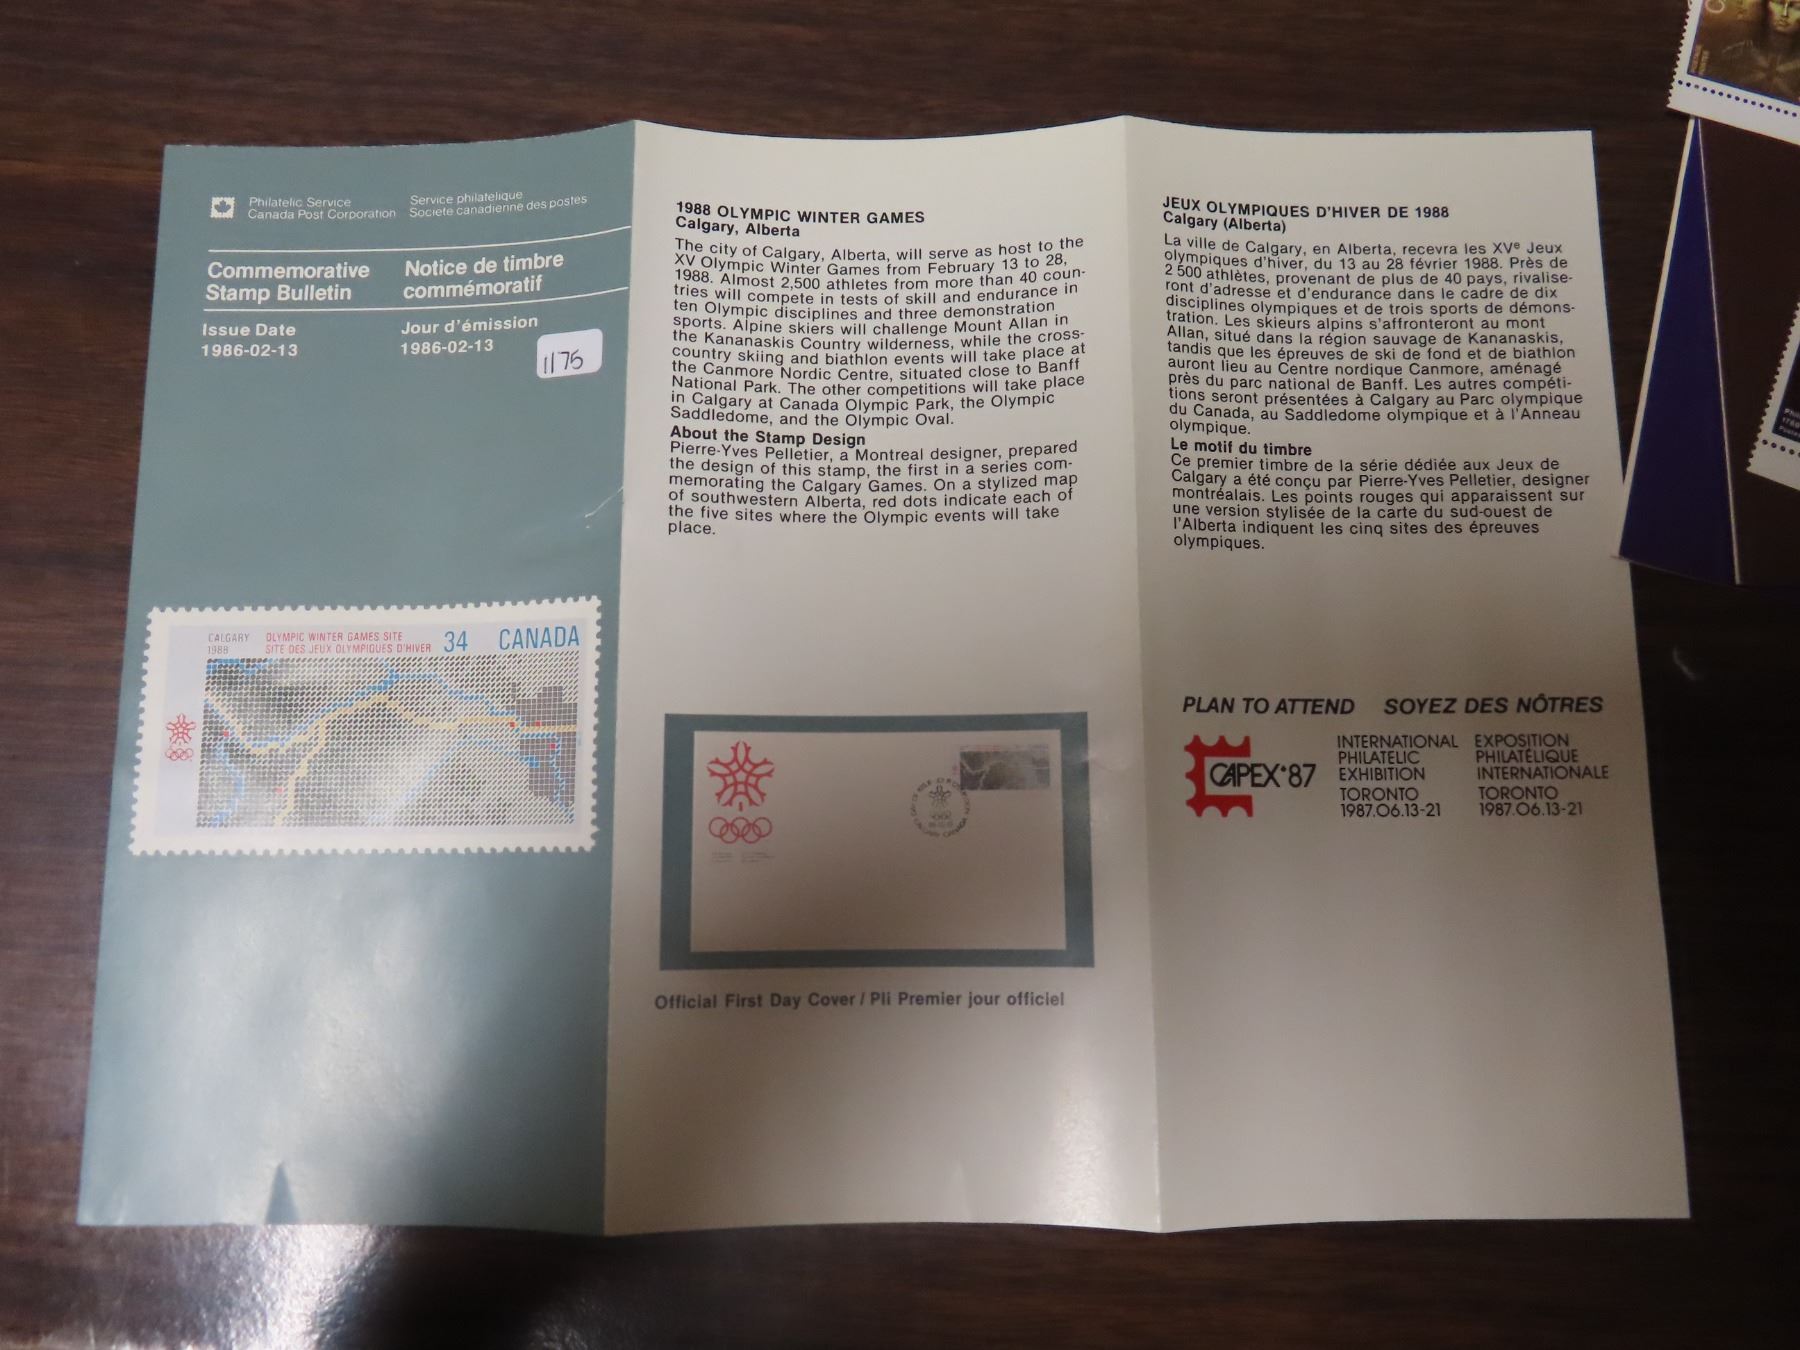 Philatelic Service
Canada Post Corporation
Service philatelique
Societe canadienne des postes
Commemorative
Stamp Bulletin
Notice de timbre
commémoratif
Issue Date
1986-02-13
Jour d'émission
1986-02-13
1175
CALGARY
1988
OLYMPIC WINTER GAMES SITE
SITE DES JEUX OLYMPIQUES D'HIVER
34
CANADA
1988 OLYMPIC WINTER GAMES
Calgary, Alberta
The city of Calgary, Alberta, will serve as host to the
XV Olympic Winter Games from February 13 to 28,
1988. Almost 2,500 athletes from more than 40 coun-
tries will compete in tests of skill and endurance in
ten Olympic disciplines and three demonstration
sports. Alpine skiers will challenge Mount Allan in
the Kananaskis Country wilderness, while the cross-
country skiing and biathlon events will take place at
the Canmore Nordic Centre, situated close to Banff
National Park. The other competitions will take place
in Calgary at Canada Olympic Park, the Olympic
Saddledome, and the Olympic Oval.
About the Stamp Design
Pierre-Yves Pelletier, a Montreal designer, prepared
the design of this stamp, the first in a series com-
memorating the Calgary Games. On a stylized map
of southwestern Alberta, red dots indicate each of
the five sites where the Olympic events will take
place.
Official First Day Cover / Pli Premier jour officiel
JEUX OLYMPIQUES D'HIVER DE 1988
Calgary (Alberta)
La ville de Calgary, en Alberta, recevra les XVe Jeux
olympiques d'hiver, du 13 au 28 février 1988. Près de
2 500 athlètes, provenant de plus de 40 pays, rivalise-
ront d'adresse et d'endurance dans le cadre de dix
disciplines olympiques et de trois sports de démons-
tration. Les skieurs alpins s'affronteront au mont
Allan, situé dans la région sauvage de Kananaskis,
tandis que les épreuves de ski de fond et de biathlon
auront lieu au Centre nordique Canmore, aménagé
près du parc national de Banff. Les autres compéti-
tions seront présentées à Calgary au Parc olympique
du Canada, au Saddledome olympique et à l'Anneau
olympique.
Le motif du timbre
Ce premier timbre de la série dédiée aux Jeux de
Calgary a été conçu par Pierre-Yves Pelletier, designer
montréalais. Les points rouges qui apparaissent sur
une version stylisée de la carte du sud-ouest de
l'Alberta indiquent les cinq sites des épreuves
olympiques.
PLAN TO ATTEND
SOYEZ DES NÔTRES
CAPEX·87
INTERNATIONAL
PHILATELIC
EXHIBITION
TORONTO
1987.06.13-21
EXPOSITION
PHILATÉLIQUE
INTERNATIONALE
TORONTO
1987.06.13-21